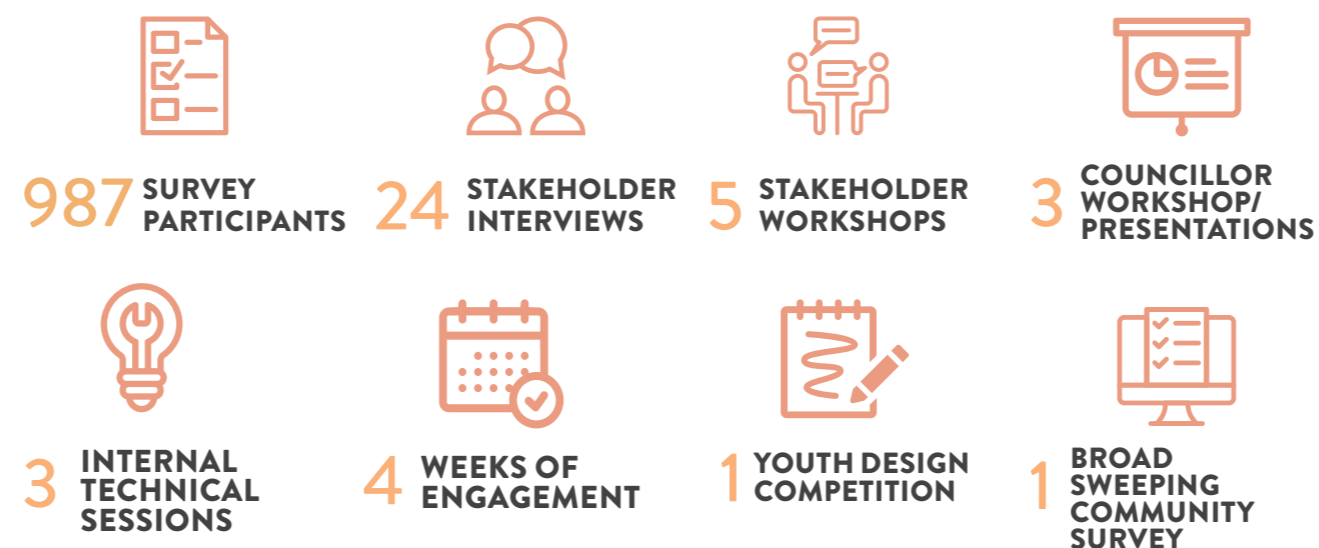 987 SURVEY
PARTICIPANTS
24 STAKEHOLDER
INTERVIEWS
5 STAKEHOLDER
WORKSHOPS
3 COUNCILLOR
WORKSHOP/
PRESENTATIONS
3 INTERNAL
TECHNICAL
SESSIONS
4 WEEKS OF
ENGAGEMENT
1 YOUTH DESIGN
COMPETITION
1 BROAD
SWEEPING
COMMUNITY
SURVEY